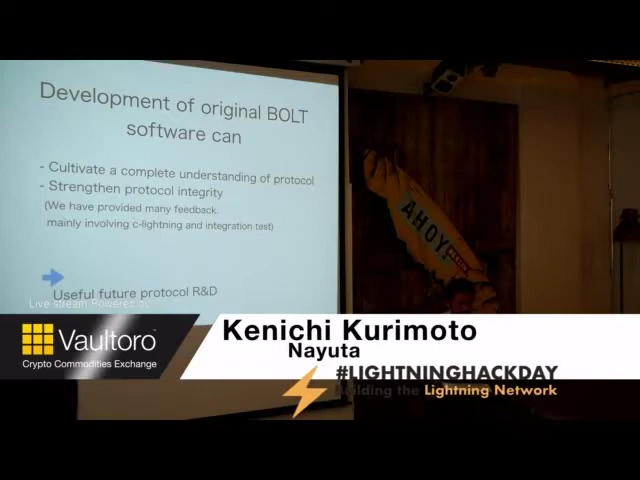 Development of original BOLT
software can
- Cultivate a complete understanding of protocol
- Strengthen protocol integrity
(We have provided many feedback.
mainly involving c-lightning and integration test)
Useful future protocol R&D
AHOY!
BERLIN
Live stream Powered by
Vaultoro™
Crypto Commodities Exchange
Kenichi Kurimoto
Nayuta
#LIGHTNINGHACKDAY
Building the Lightning Network